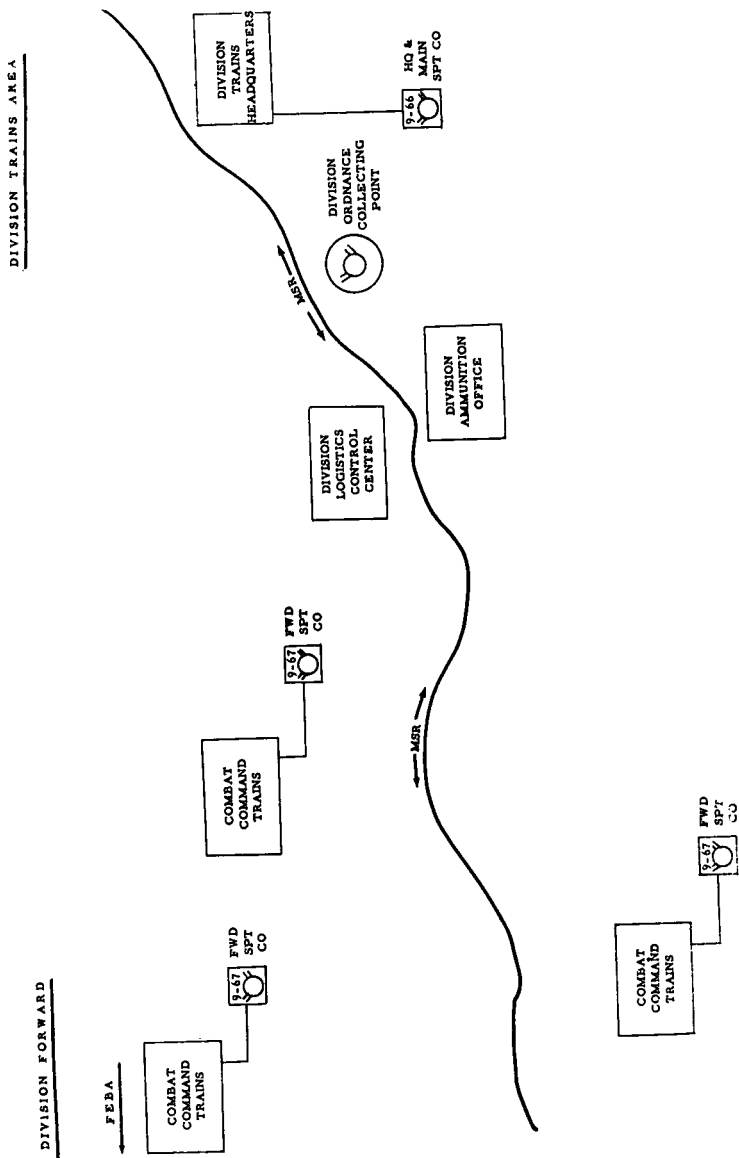 DIVISION FORWARD
DIVISION TRAINS AREA
FEBA
COMBAT
COMMAND
TRAINS
9-67
FWD
SPT
CO
COMBAT
COMMAND
TRAINS
9-67
FWD
SPT
CO
DIVISION
TRAINS
HEADQUARTERS
9-66
HQ &
MAIN
SPT CO
MSR
DIVISION
ORDNANCE
COLLECTING
POINT
DIVISION
LOGISTICS
CONTROL
CENTER
DIVISION
AMMUNITION
OFFICE
MSR
COMBAT
COMMAND
TRAINS
9-67
FWD
SPT
CO